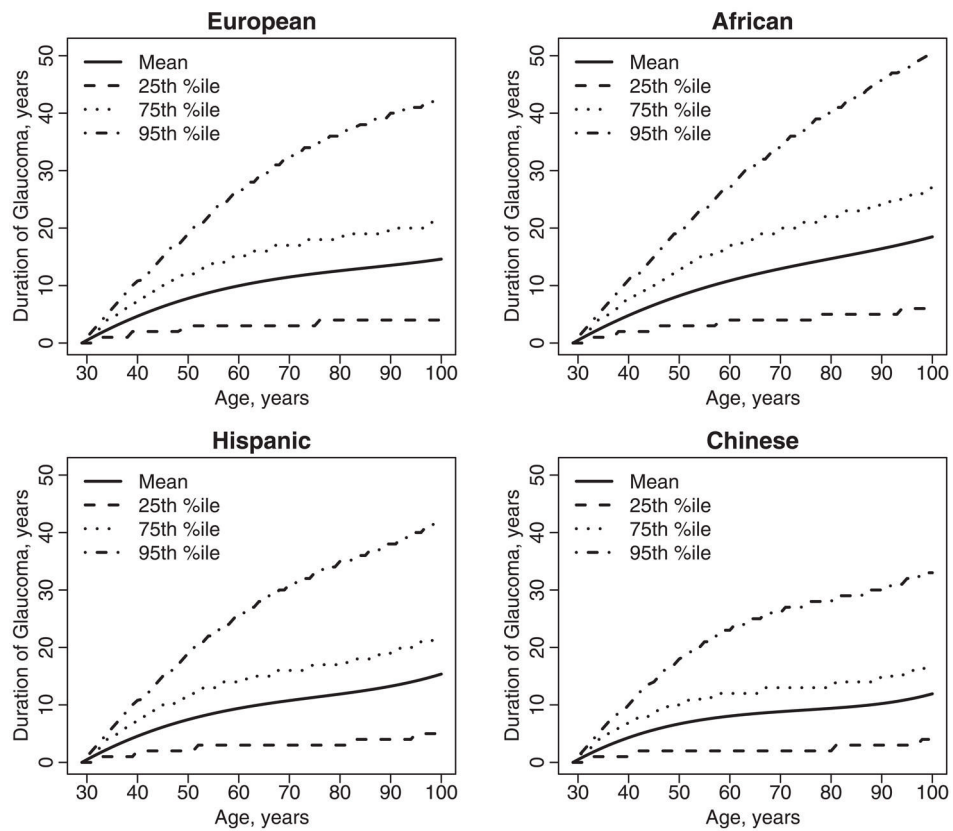 European
Duration of Glaucoma, years
50
40
30
20
10
0
Mean
25th %ile
75th %ile
95th %ile
30 40 50 60 70 80 90 100
Age, years
African
Duration of Glaucoma, years
50
40
30
20
10
0
Mean
25th %ile
75th %ile
95th %ile
30 40 50 60 70 80 90 100
Age, years
Hispanic
Duration of Glaucoma, years
50
40
30
20
10
0
Mean
25th %ile
75th %ile
95th %ile
30 40 50 60 70 80 90 100
Age, years
Chinese
Duration of Glaucoma, years
50
40
30
20
10
0
Mean
25th %ile
75th %ile
95th %ile
30 40 50 60 70 80 90 100
Age, years